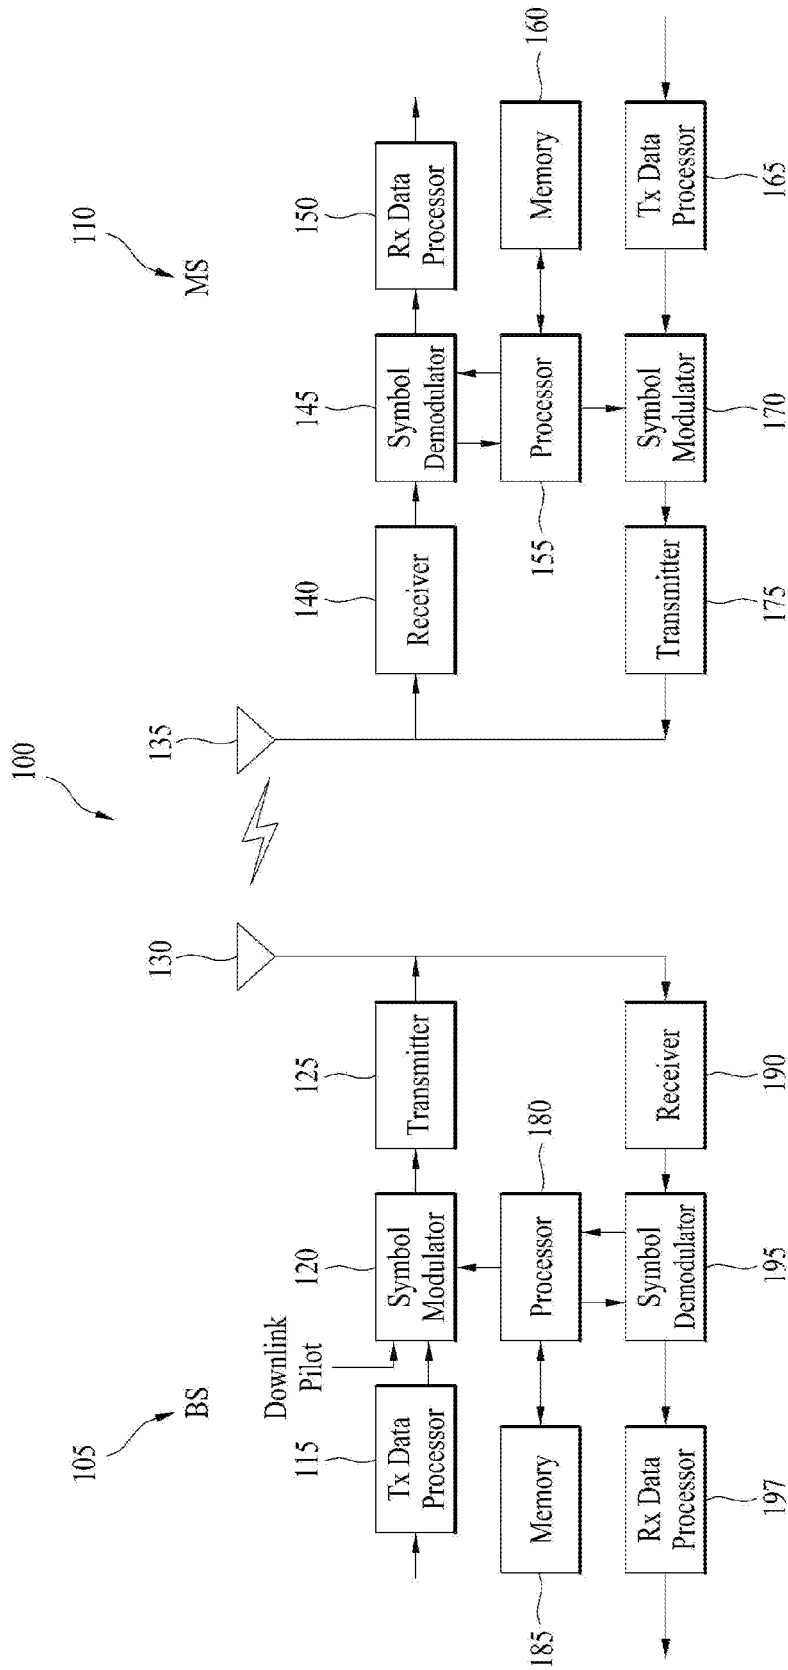 100
105
BS
110
MS
130
135
Downlink
Pilot
115
Tx Data
Processor
120
Symbol
Modulator
125
Transmitter
140
Receiver
145
Symbol
Demodulator
150
Rx Data
Processor
185
Memory
180
Processor
155
Processor
160
Memory
197
Rx Data
Processor
195
Symbol
Demodulator
190
Receiver
175
Transmitter
170
Symbol
Modulator
165
Tx Data
Processor